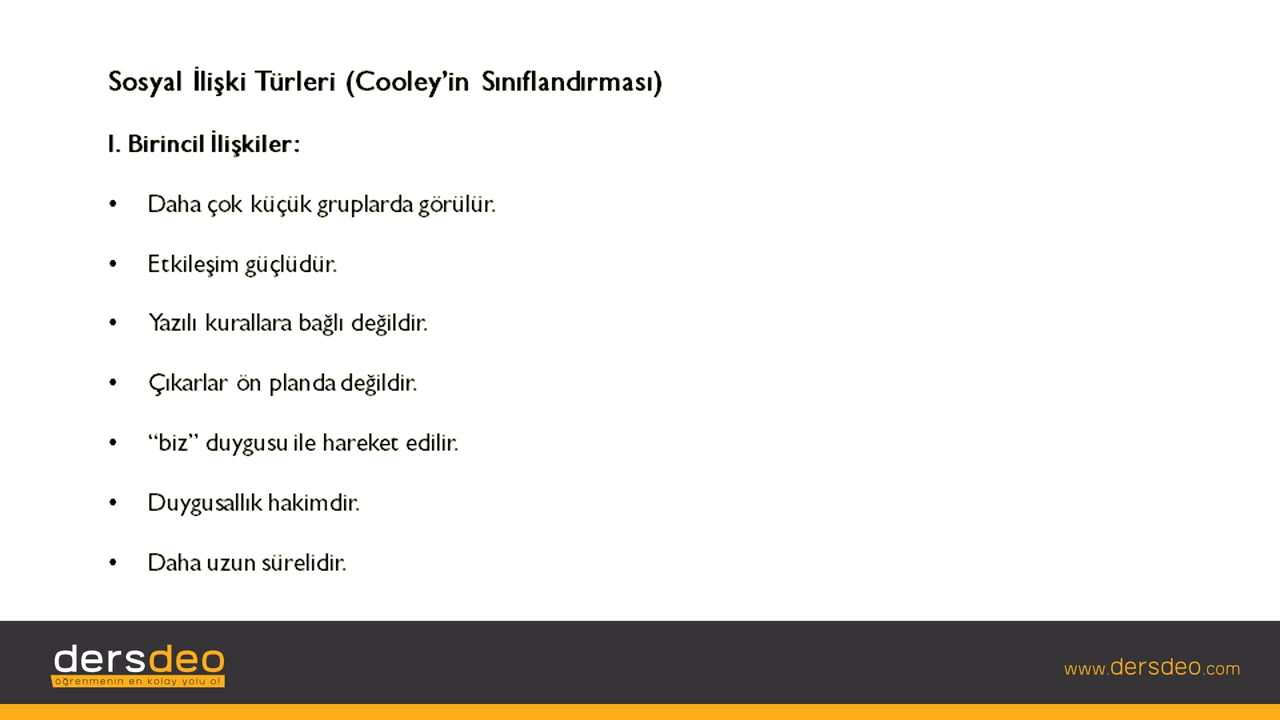 Sosyal İlişki Türleri (Cooley’in Sınıflandırması)
I. Birincil İlişkiler:
• Daha çok küçük gruplarda görülür.
• Etkileşim güçlüdür.
• Yazılı kurallara bağlı değildir.
• Çıkarlar ön planda değildir.
• “biz” duygusu ile hareket edilir.
• Duygusallık hakimdir.
• Daha uzun sürelidir.
dersdeo
öğrenmenin en kolay yolu o!
www.dersdeo.com